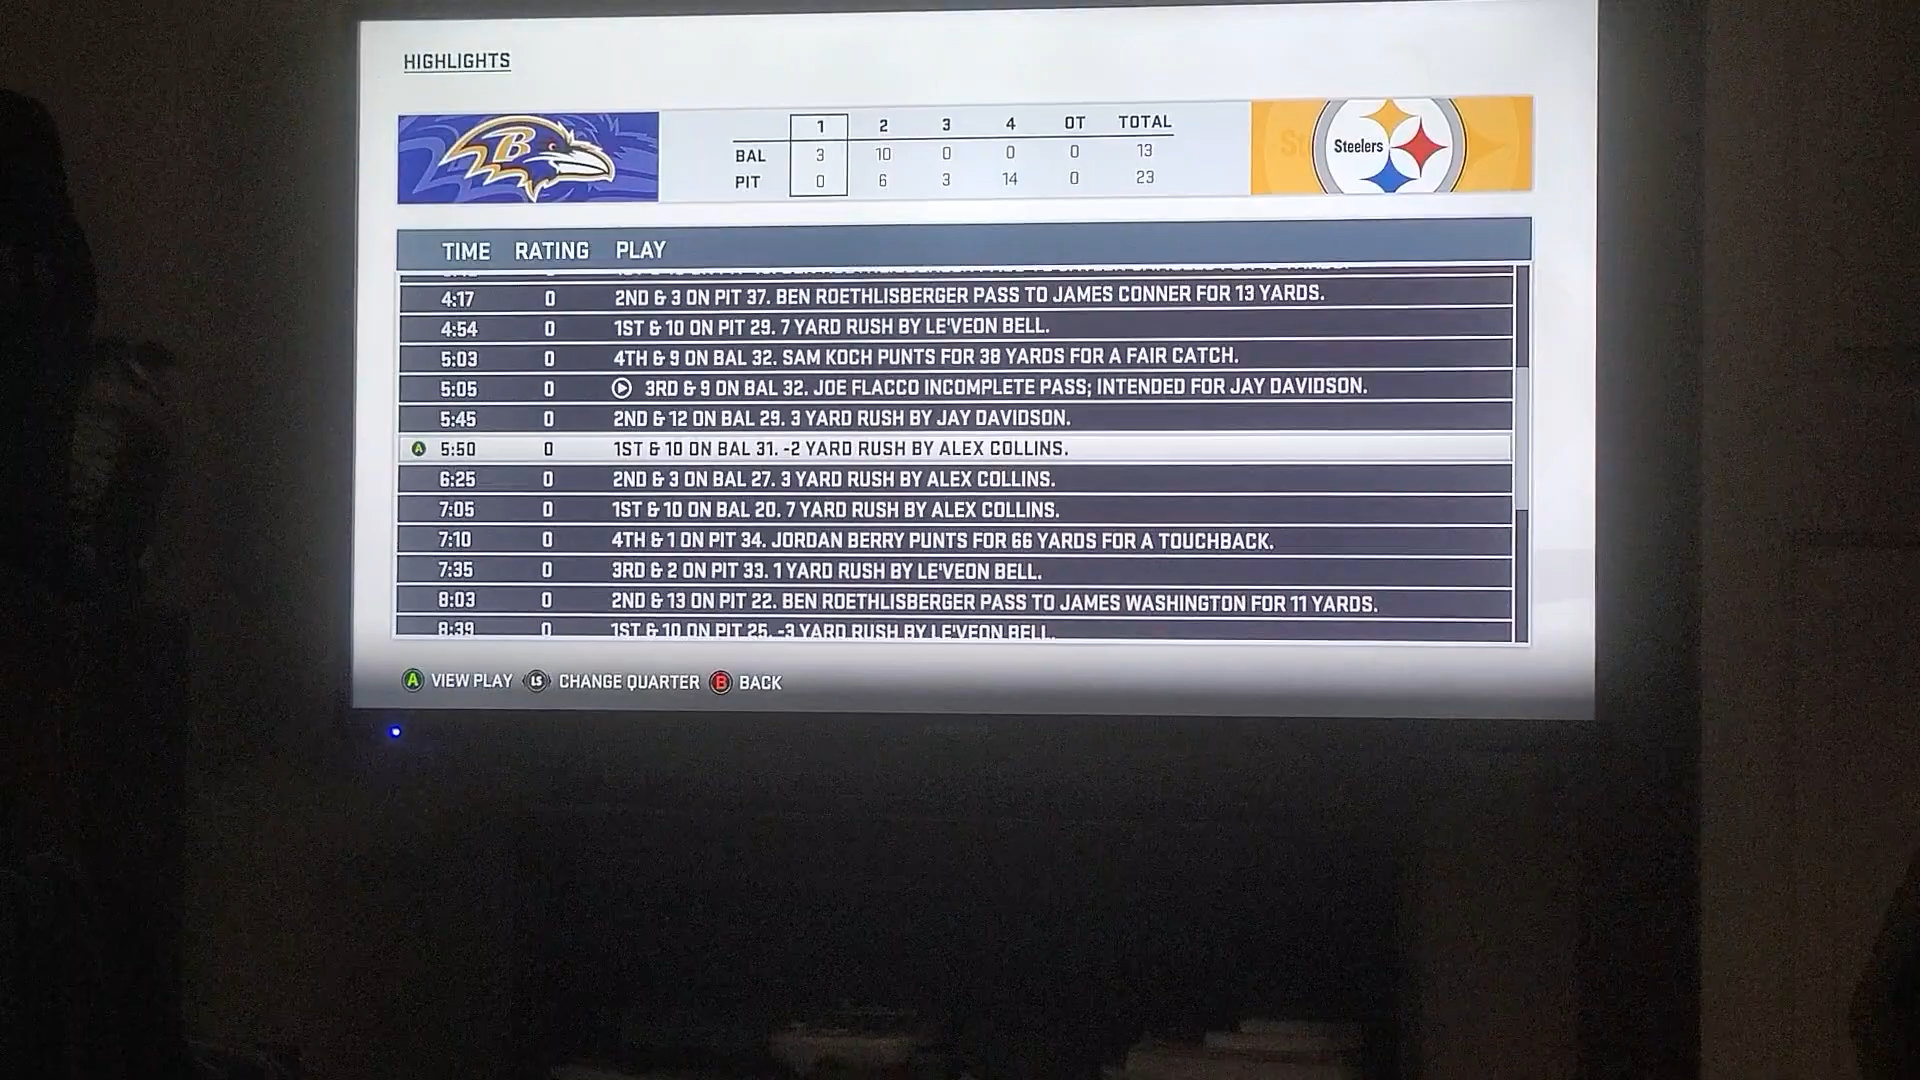 HIGHLIGHTS
1 2 3 4 OT TOTAL
BAL 3 10 0 0 0 13
PIT 0 6 3 14 0 23
B
Steelers
TIME RATING PLAY
4:17 0 2ND & 3 ON PIT 37. BEN ROETHLISBERGER PASS TO JAMES CONNER FOR 13 YARDS.
4:54 0 1ST & 10 ON PIT 29. 7 YARD RUSH BY LE'VEON BELL.
5:03 0 4TH & 9 ON BAL 32. SAM KOCH PUNTS FOR 38 YARDS FOR A FAIR CATCH.
5:05 0 3RD & 9 ON BAL 32. JOE FLACCO INCOMPLETE PASS; INTENDED FOR JAY DAVIDSON.
5:45 0 2ND & 12 ON BAL 29. 3 YARD RUSH BY JAY DAVIDSON.
A 5:50 0 1ST & 10 ON BAL 31. -2 YARD RUSH BY ALEX COLLINS.
6:25 0 2ND & 3 ON BAL 27. 3 YARD RUSH BY ALEX COLLINS.
7:05 0 1ST & 10 ON BAL 20. 7 YARD RUSH BY ALEX COLLINS.
7:10 0 4TH & 1 ON PIT 34. JORDAN BERRY PUNTS FOR 66 YARDS FOR A TOUCHBACK.
7:35 0 3RD & 2 ON PIT 33. 1 YARD RUSH BY LE'VEON BELL.
8:03 0 2ND & 13 ON PIT 22. BEN ROETHLISBERGER PASS TO JAMES WASHINGTON FOR 11 YARDS.
8:39 0 1ST & 10 ON PIT 25. -3 YARD RUSH BY LE'VEON BELL.
A VIEW PLAY LS CHANGE QUARTER B BACK